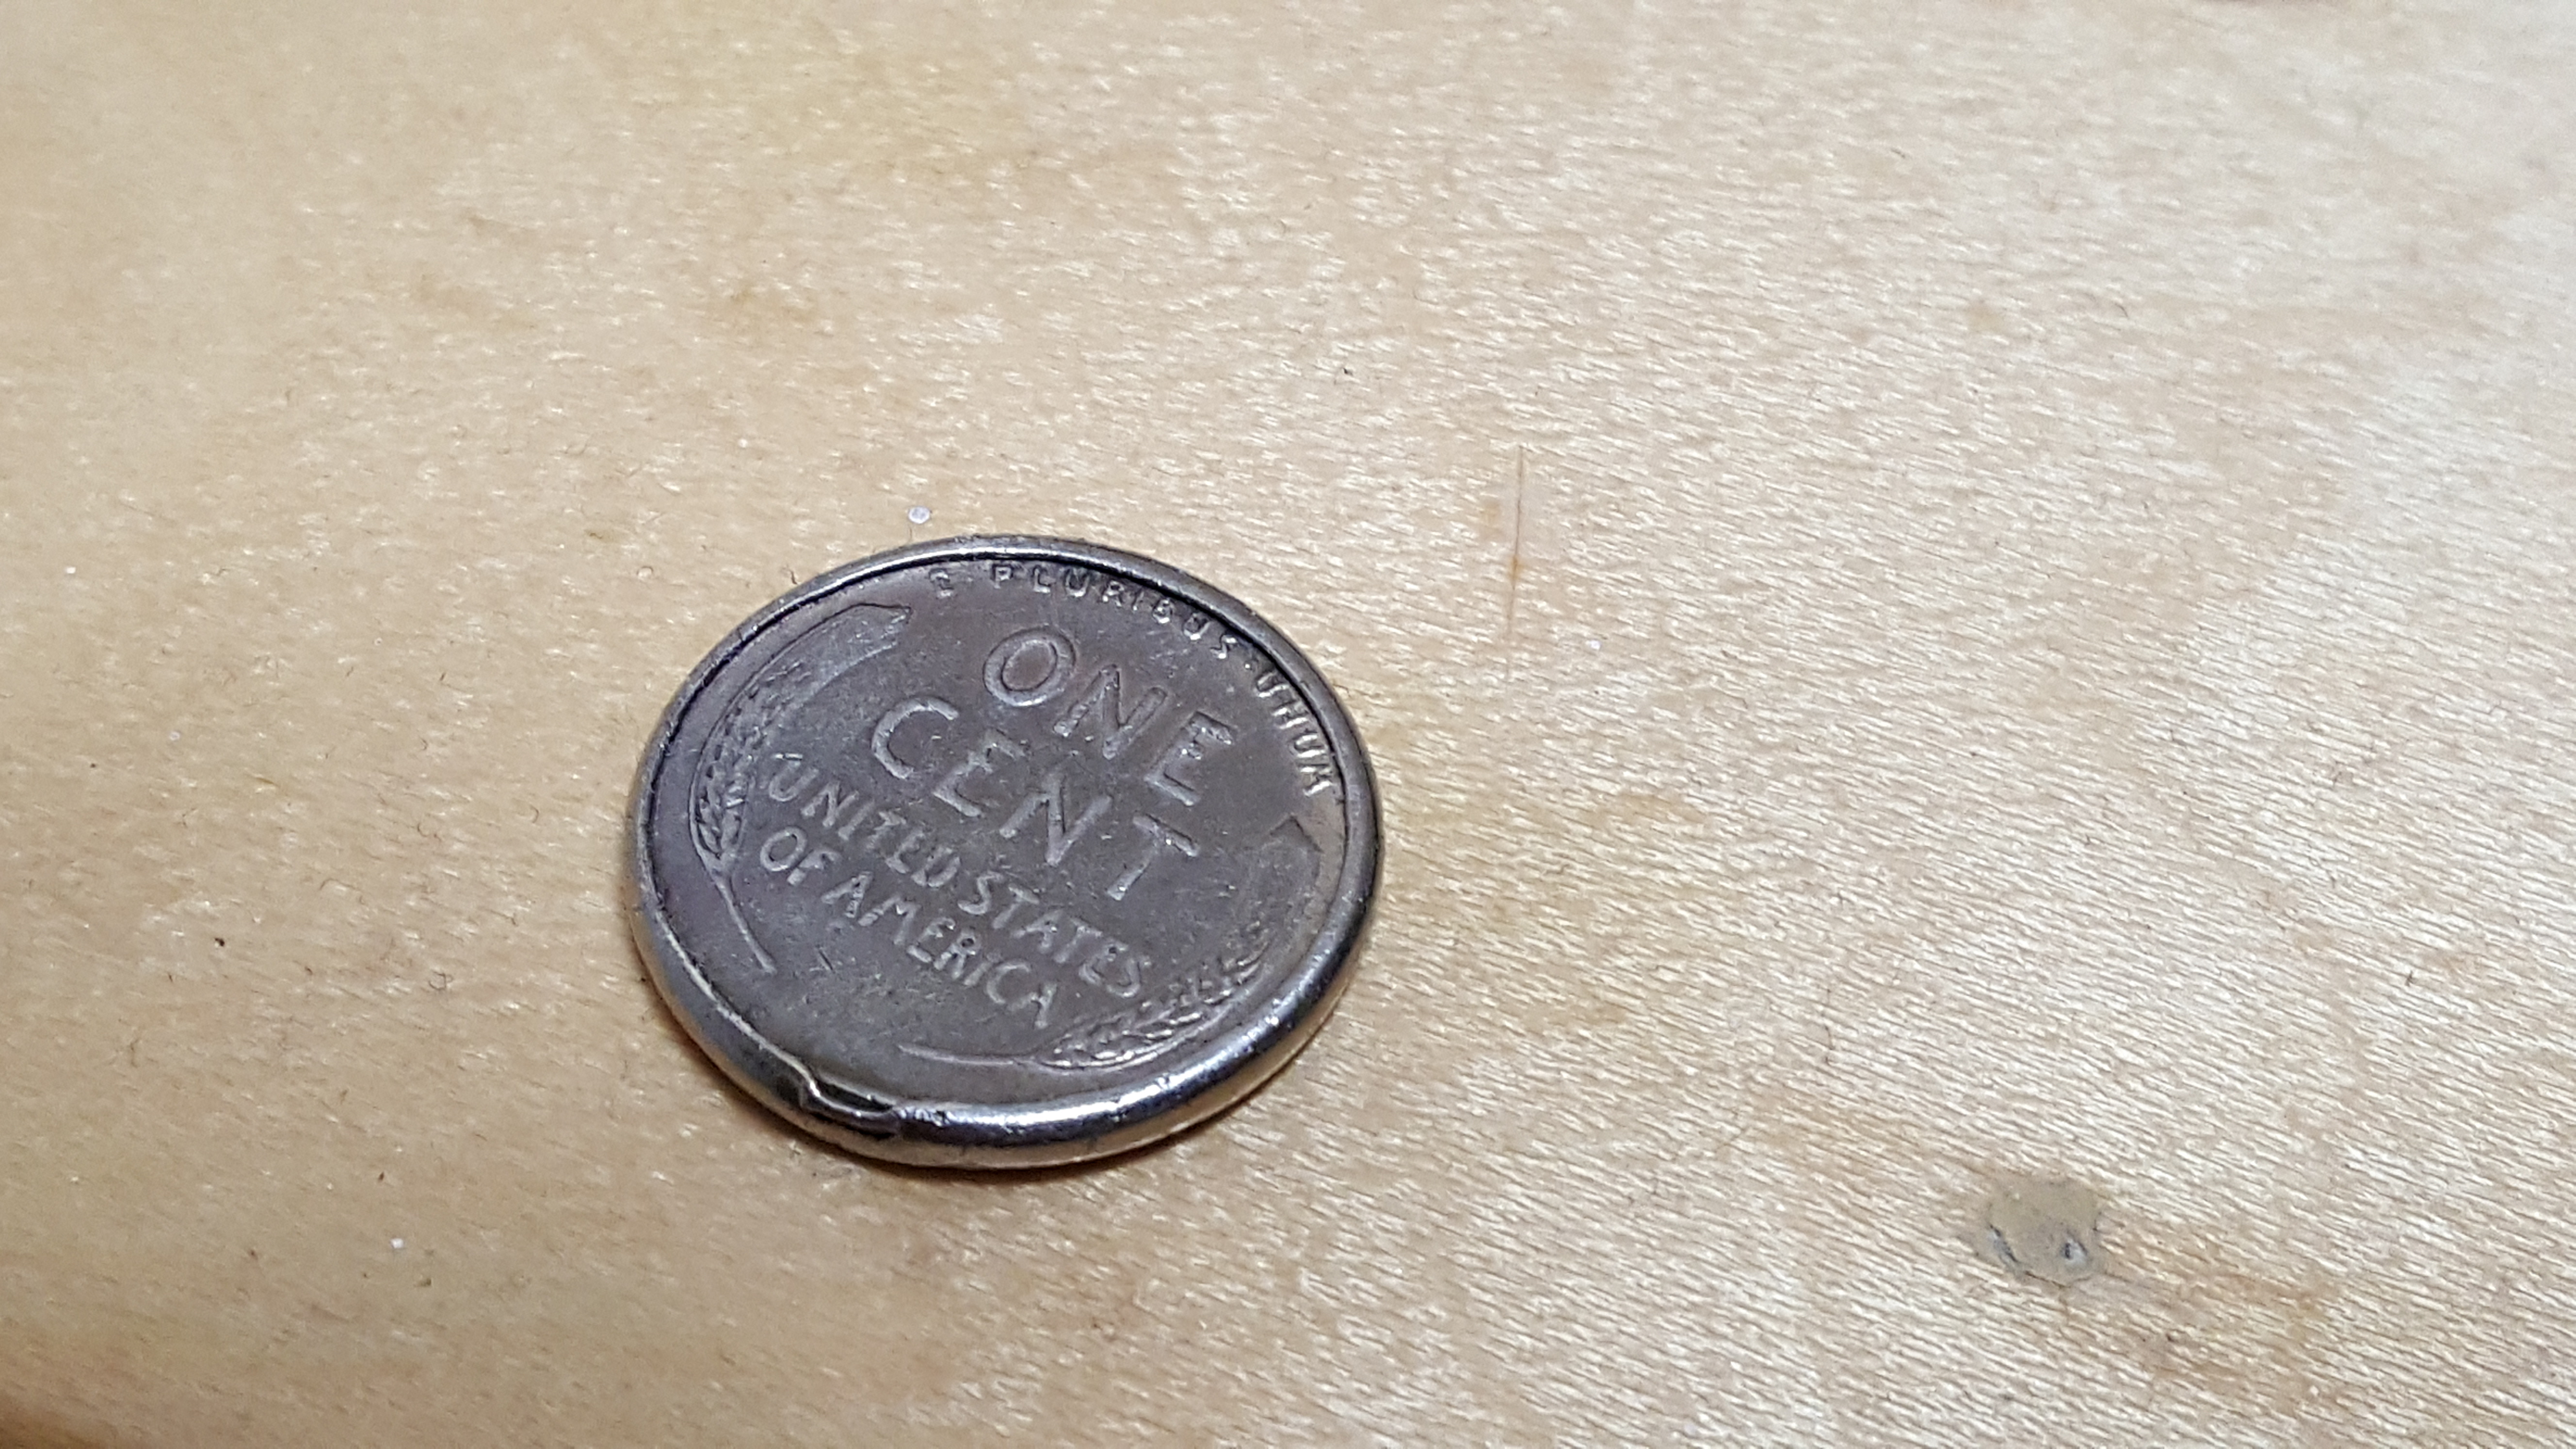 E PLURIBUS · UNUM
ONE
CENT
UNITED STATES
OF AMERICA